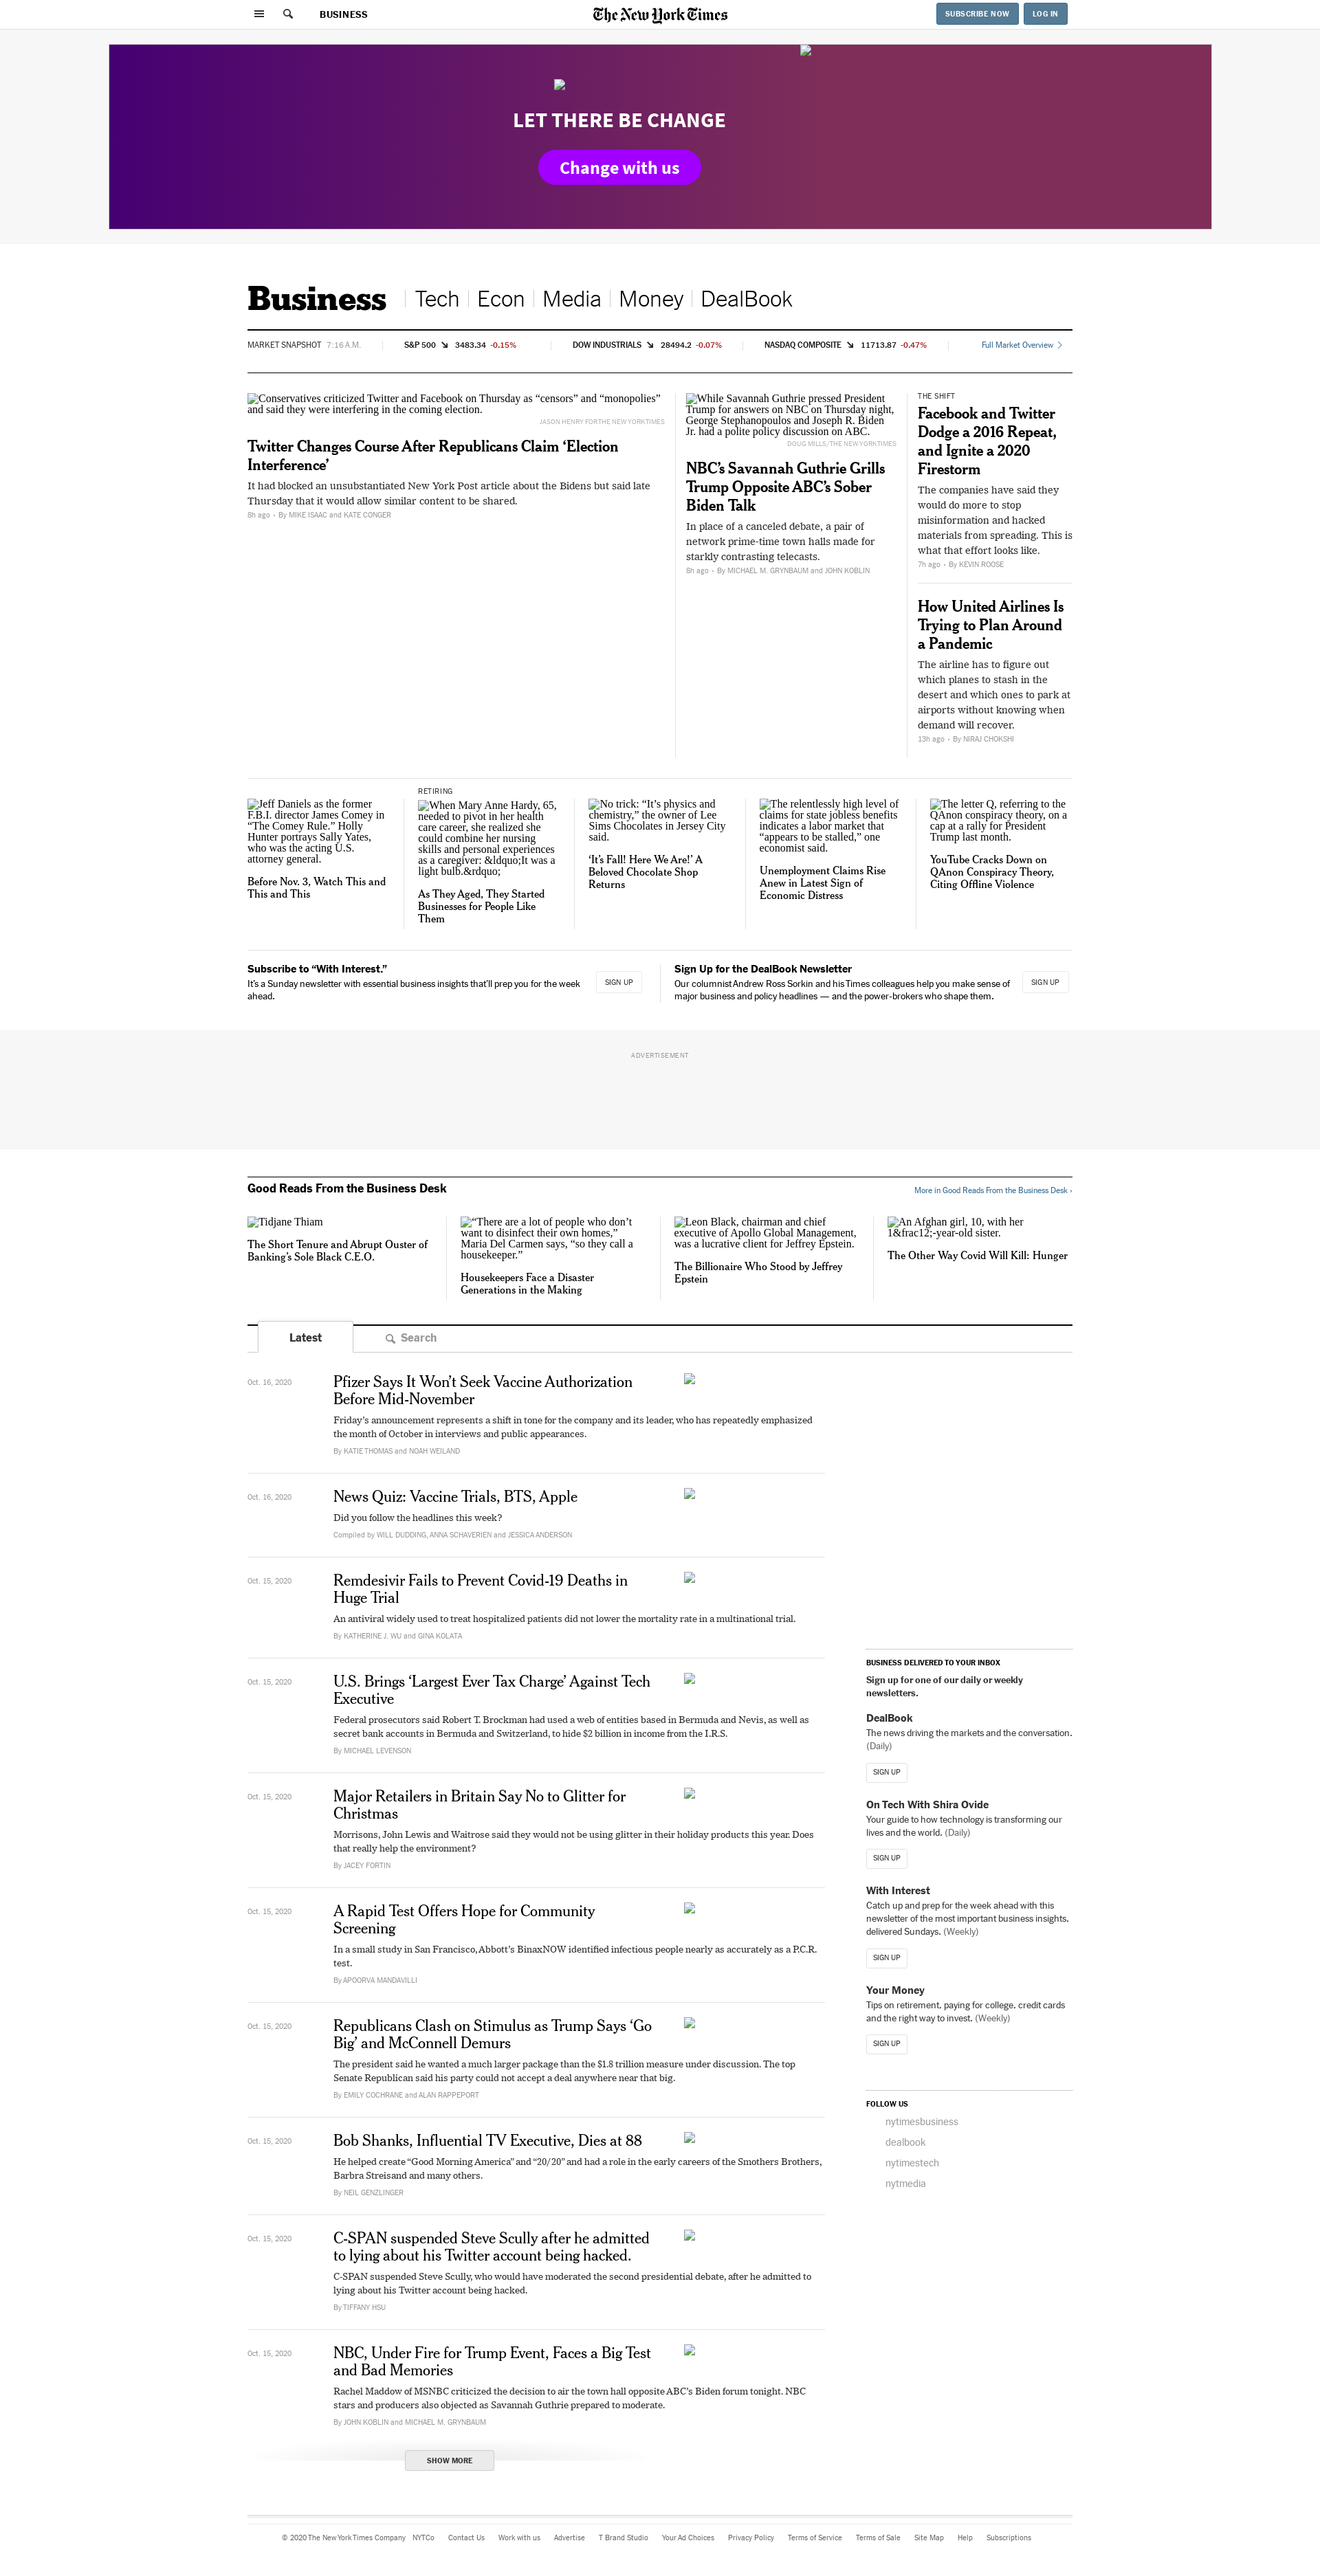 BUSINESS
The New York Times
SUBSCRIBE NOW
LOG IN
LET THERE BE CHANGE
Change with us
Business
Tech
Econ
Media
Money
DealBook
MARKET SNAPSHOT 7:16 A.M.
S&P 500 3483.34 -0.15%
DOW INDUSTRIALS 28494.2 -0.07%
NASDAQ COMPOSITE 11713.87 -0.47%
Full Market Overview
Conservatives criticized Twitter and Facebook on Thursday as “censors” and “monopolies”
and said they were interfering in the coming election.
JASON HENRY FOR THE NEW YORK TIMES
Twitter Changes Course After Republicans Claim ‘Election
Interference’
It had blocked an unsubstantiated New York Post article about the Bidens but said late
Thursday that it would allow similar content to be shared.
8h ago • By MIKE ISAAC and KATE CONGER
While Savannah Guthrie pressed President
Trump for answers on NBC on Thursday night,
George Stephanopoulos and Joseph R. Biden
Jr. had a polite policy discussion on ABC.
DOUG MILLS/THE NEW YORK TIMES
NBC’s Savannah Guthrie Grills
Trump Opposite ABC’s Sober
Biden Talk
In place of a canceled debate, a pair of
network prime-time town halls made for
starkly contrasting telecasts.
8h ago • By MICHAEL M. GRYNBAUM and JOHN KOBLIN
THE SHIFT
Facebook and Twitter
Dodge a 2016 Repeat,
and Ignite a 2020
Firestorm
The companies have said they
would do more to stop
misinformation and hacked
materials from spreading. This is
what that effort looks like.
7h ago • By KEVIN ROOSE
How United Airlines Is
Trying to Plan Around
a Pandemic
The airline has to figure out
which planes to stash in the
desert and which ones to park at
airports without knowing when
demand will recover.
13h ago • By NIRAJ CHOKSHI
Jeff Daniels as the former
F.B.I. director James Comey in
“The Comey Rule.” Holly
Hunter portrays Sally Yates,
who was the acting U.S.
attorney general.
Before Nov. 3, Watch This and
This and This
RETIRING
When Mary Anne Hardy, 65,
needed to pivot in her health
care career, she realized she
could combine her nursing
skills and personal experiences
as a caregiver: &ldquo;It was a
light bulb.&rdquo;
As They Aged, They Started
Businesses for People Like
Them
No trick: “It’s physics and
chemistry,” the owner of Lee
Sims Chocolates in Jersey City
said.
‘It’s Fall! Here We Are!’ A
Beloved Chocolate Shop
Returns
The relentlessly high level of
claims for state jobless benefits
indicates a labor market that
“appears to be stalled,” one
economist said.
Unemployment Claims Rise
Anew in Latest Sign of
Economic Distress
The letter Q, referring to the
QAnon conspiracy theory, on a
cap at a rally for President
Trump last month.
YouTube Cracks Down on
QAnon Conspiracy Theory,
Citing Offline Violence
Subscribe to “With Interest.”
It’s a Sunday newsletter with essential business insights that’ll prep you for the week
ahead.
SIGN UP
Sign Up for the DealBook Newsletter
Our columnist Andrew Ross Sorkin and his Times colleagues help you make sense of
major business and policy headlines — and the power-brokers who shape them.
SIGN UP
ADVERTISEMENT
Good Reads From the Business Desk
More in Good Reads From the Business Desk ›
Tidjane Thiam
The Short Tenure and Abrupt Ouster of
Banking’s Sole Black C.E.O.
“There are a lot of people who don’t
want to disinfect their own homes,”
Maria Del Carmen says, “so they call a
housekeeper.”
Housekeepers Face a Disaster
Generations in the Making
Leon Black, chairman and chief
executive of Apollo Global Management,
was a lucrative client for Jeffrey Epstein.
The Billionaire Who Stood by Jeffrey
Epstein
An Afghan girl, 10, with her
1&frac12;-year-old sister.
The Other Way Covid Will Kill: Hunger
Latest
Search
Oct. 16, 2020
Pfizer Says It Won’t Seek Vaccine Authorization
Before Mid-November
Friday’s announcement represents a shift in tone for the company and its leader, who has repeatedly emphasized
the month of October in interviews and public appearances.
By KATIE THOMAS and NOAH WEILAND
Oct. 16, 2020
News Quiz: Vaccine Trials, BTS, Apple
Did you follow the headlines this week?
Compiled by WILL DUDDING, ANNA SCHAVERIEN and JESSICA ANDERSON
Oct. 15, 2020
Remdesivir Fails to Prevent Covid-19 Deaths in
Huge Trial
An antiviral widely used to treat hospitalized patients did not lower the mortality rate in a multinational trial.
By KATHERINE J. WU and GINA KOLATA
Oct. 15, 2020
U.S. Brings ‘Largest Ever Tax Charge’ Against Tech
Executive
Federal prosecutors said Robert T. Brockman had used a web of entities based in Bermuda and Nevis, as well as
secret bank accounts in Bermuda and Switzerland, to hide $2 billion in income from the I.R.S.
By MICHAEL LEVENSON
Oct. 15, 2020
Major Retailers in Britain Say No to Glitter for
Christmas
Morrisons, John Lewis and Waitrose said they would not be using glitter in their holiday products this year. Does
that really help the environment?
By JACEY FORTIN
Oct. 15, 2020
A Rapid Test Offers Hope for Community
Screening
In a small study in San Francisco, Abbott’s BinaxNOW identified infectious people nearly as accurately as a P.C.R.
test.
By APOORVA MANDAVILLI
Oct. 15, 2020
Republicans Clash on Stimulus as Trump Says ‘Go
Big’ and McConnell Demurs
The president said he wanted a much larger package than the $1.8 trillion measure under discussion. The top
Senate Republican said his party could not accept a deal anywhere near that big.
By EMILY COCHRANE and ALAN RAPPEPORT
Oct. 15, 2020
Bob Shanks, Influential TV Executive, Dies at 88
He helped create “Good Morning America” and “20/20” and had a role in the early careers of the Smothers Brothers,
Barbra Streisand and many others.
By NEIL GENZLINGER
Oct. 15, 2020
C-SPAN suspended Steve Scully after he admitted
to lying about his Twitter account being hacked.
C-SPAN suspended Steve Scully, who would have moderated the second presidential debate, after he admitted to
lying about his Twitter account being hacked.
By TIFFANY HSU
Oct. 15, 2020
NBC, Under Fire for Trump Event, Faces a Big Test
and Bad Memories
Rachel Maddow of MSNBC criticized the decision to air the town hall opposite ABC’s Biden forum tonight. NBC
stars and producers also objected as Savannah Guthrie prepared to moderate.
By JOHN KOBLIN and MICHAEL M. GRYNBAUM
SHOW MORE
BUSINESS DELIVERED TO YOUR INBOX
Sign up for one of our daily or weekly
newsletters.
DealBook
The news driving the markets and the conversation.
(Daily)
SIGN UP
On Tech With Shira Ovide
Your guide to how technology is transforming our
lives and the world. (Daily)
SIGN UP
With Interest
Catch up and prep for the week ahead with this
newsletter of the most important business insights,
delivered Sundays. (Weekly)
SIGN UP
Your Money
Tips on retirement, paying for college, credit cards
and the right way to invest. (Weekly)
SIGN UP
FOLLOW US
nytimesbusiness
dealbook
nytimestech
nytmedia
© 2020 The New York Times Company NYTCo Contact Us Work with us Advertise T Brand Studio Your Ad Choices Privacy Policy Terms of Service Terms of Sale Site Map Help Subscriptions